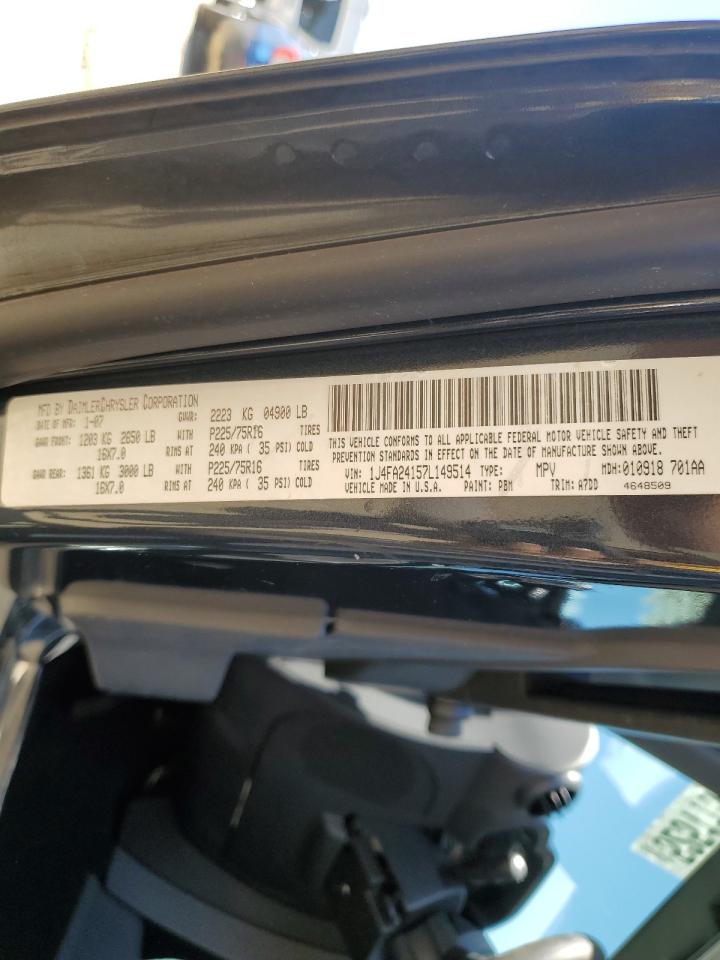 MFD BY DAIMLERCHRYSLER CORPORATION
DATE OF MFR: 1-07 GVWR: 2223 KG 04900 LB
GAWR FRONT: 1203 KG 2650 LB WITH P225/75R16 TIRES
16X7.0 RIMS AT 240 KPA ( 35 PSI) COLD
GAWR REAR: 1361 KG 3000 LB WITH P225/75R16 TIRES
16X7.0 RIMS AT 240 KPA ( 35 PSI) COLD
THIS VEHICLE CONFORMS TO ALL APPLICABLE FEDERAL MOTOR VEHICLE SAFETY AND THEFT
PREVENTION STANDARDS IN EFFECT ON THE DATE OF MANUFACTURE SHOWN ABOVE.
VIN: 1J4FA24157L149514 TYPE: MPV MDH:010918 701AA
VEHICLE MADE IN U.S.A. PAINT: PBM TRIM: A7DD 4648509